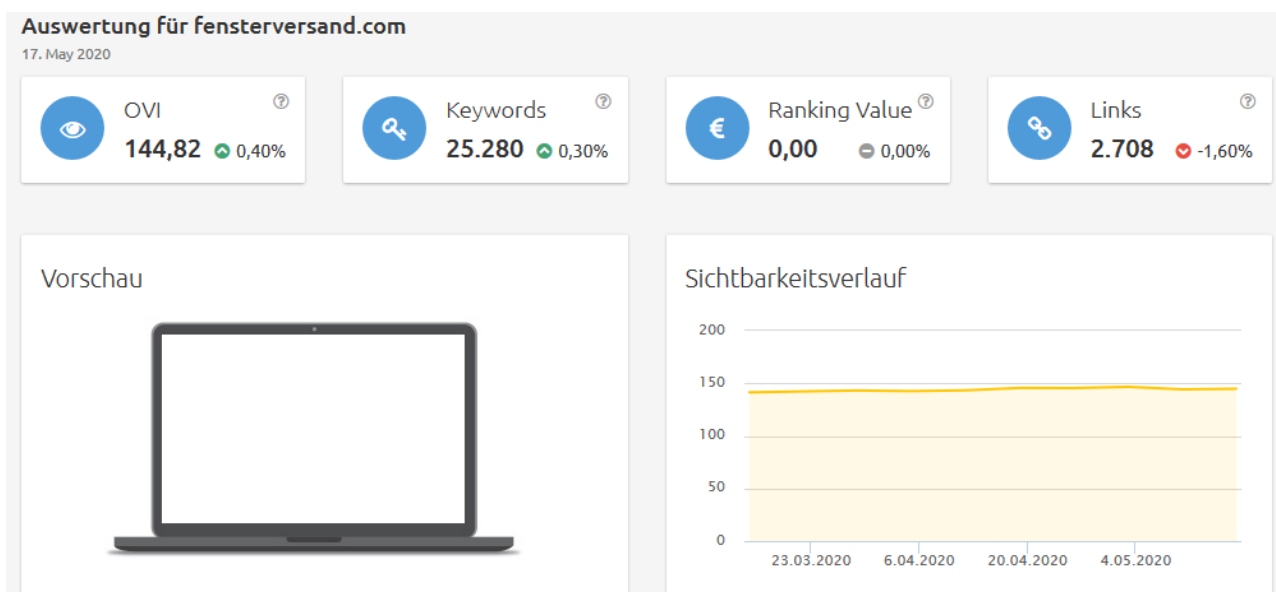 Auswertung für fensterversand.com
17. May 2020
OVI
144,82 0,40%
Keywords
25.280 0,30%
Ranking Value
0,00 0,00%
Links
2.708 -1,60%
Vorschau
Sichtbarkeitsverlauf
200
150
100
50
0
23.03.2020 6.04.2020 20.04.2020 4.05.2020